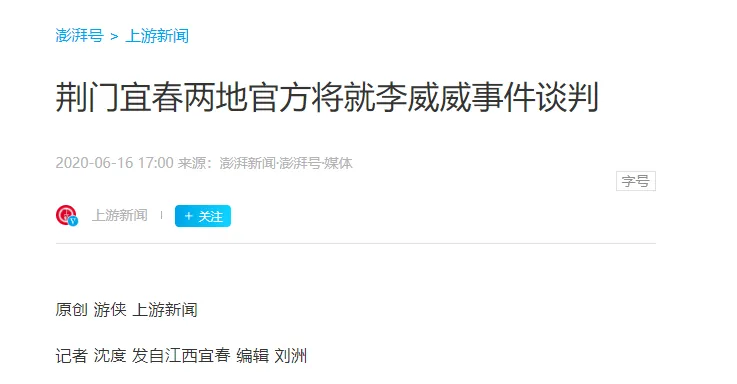 澎湃号 > 上游新闻
荆门宜春两地官方将就李威威事件谈判
2020-06-16 17:00 来源：澎湃新闻·澎湃号·媒体
字号
上游新闻
+ 关注
原创 游侠 上游新闻
记者 沈度 发自江西宜春 编辑 刘洲